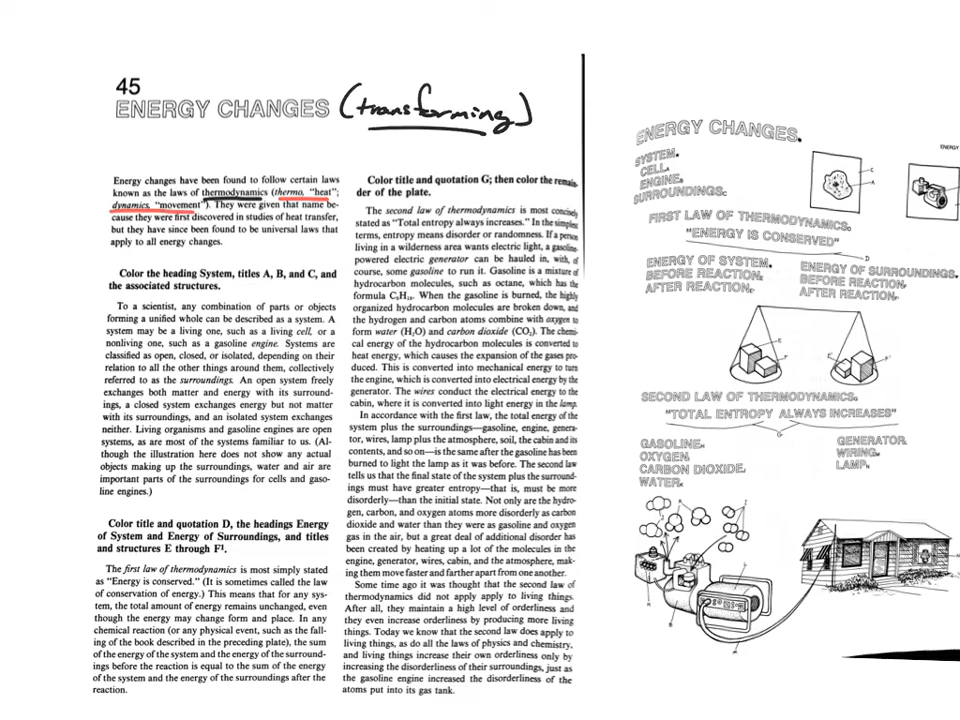 45
ENERGY CHANGES (transforming)
Energy changes have been found to follow certain laws
known as the laws of thermodynamics (thermo, "heat";
dynamics, "movement"). They were given that name be-
cause they were first discovered in studies of heat transfer,
but they have since been found to be universal laws that
apply to all energy changes.
Color the heading System, titles A, B, and C, and
the associated structures.
To a scientist, any combination of parts or objects
forming a unified whole can be described as a system. A
system may be a living one, such as a living cell, or a
nonliving one, such as a gasoline engine. Systems are
classified as open, closed, or isolated, depending on their
relation to all the other things around them, collectively
referred to as the surroundings. An open system freely
exchanges both matter and energy with its surround-
ings, a closed system exchanges energy but not matter
with its surroundings, and an isolated system exchanges
neither. Living organisms and gasoline engines are open
systems, as are most of the systems familiar to us. (Al-
though the illustration here does not show any actual
objects making up the surroundings, water and air are
important parts of the surroundings for cells and gaso-
line engines.)
Color title and quotation D, the headings Energy
of System and Energy of Surroundings, and titles
and structures E through F¹.
The first law of thermodynamics is most simply stated
as "Energy is conserved." (It is sometimes called the law
of conservation of energy.) This means that for any sys-
tem, the total amount of energy remains unchanged, even
though the energy may change form and place. In any
chemical reaction (or any physical event, such as the fall-
ing of the book described in the preceding plate), the sum
of the energy of the system and the energy of the surround-
ings before the reaction is equal to the sum of the energy
of the system and the energy of the surroundings after the
reaction.
Color title and quotation G; then color the remain-
der of the plate.
The second law of thermodynamics is most concisely
stated as "Total entropy always increases." In the simplest
terms, entropy means disorder or randomness. If a person
living in a wilderness area wants electric light, a gasoline-
powered electric generator can be hauled in, with, of
course, some gasoline to run it. Gasoline is a mixture of
hydrocarbon molecules, such as octane, which has the
formula C₈H₁₈. When the gasoline is burned, the highly
organized hydrocarbon molecules are broken down, and
the hydrogen and carbon atoms combine with oxygen to
form water (H₂O) and carbon dioxide (CO₂). The chemi-
cal energy of the hydrocarbon molecules is converted to
heat energy, which causes the expansion of the gases pro-
duced. This is converted into mechanical energy to turn
the engine, which is converted into electrical energy by the
generator. The wires conduct the electrical energy to the
cabin, where it is converted into light energy in the lamp.
In accordance with the first law, the total energy of the
system plus the surroundings—gasoline, engine, genera-
tor, wires, lamp plus the atmosphere, soil, the cabin and its
contents, and so on—is the same after the gasoline has been
burned to light the lamp as it was before. The second law
tells us that the final state of the system plus the surround-
ings must have greater entropy—that is, must be more
disorderly—than the initial state. Not only are the hydro-
gen, carbon, and oxygen atoms more disorderly as carbon
dioxide and water than they were as gasoline and oxygen
gas in the air, but a great deal of additional disorder has
been created by heating up a lot of the molecules in the
engine, generator, wires, cabin, and the atmosphere, mak-
ing them move faster and farther apart from one another.
Some time ago it was thought that the second law of
thermodynamics did not apply apply to living things.
After all, they maintain a high level of orderliness and
they even increase orderliness by producing more living
things. Today we know that the second law does apply to
living things, as do all the laws of physics and chemistry,
and living things increase their own orderliness only by
increasing the disorderliness of their surroundings, just as
the gasoline engine increased the disorderliness of the
atoms put into its gas tank.
ENERGY CHANGES.
ENERGY
SYSTEM.
CELL.
ENGINE.
SURROUNDINGS.
C
A
FIRST LAW OF THERMODYNAMICS.
"ENERGY IS CONSERVED"
D
ENERGY OF SYSTEM.
BEFORE REACTION.
AFTER REACTION.
ENERGY OF SURROUNDINGS.
BEFORE REACTION.
AFTER REACTION.
E
F
SECOND LAW OF THERMODYNAMICS.
"TOTAL ENTROPY ALWAYS INCREASES"
G
GASOLINE.
OXYGEN.
CARBON DIOXIDE.
WATER.
GENERATOR.
WIRING.
LAMP.